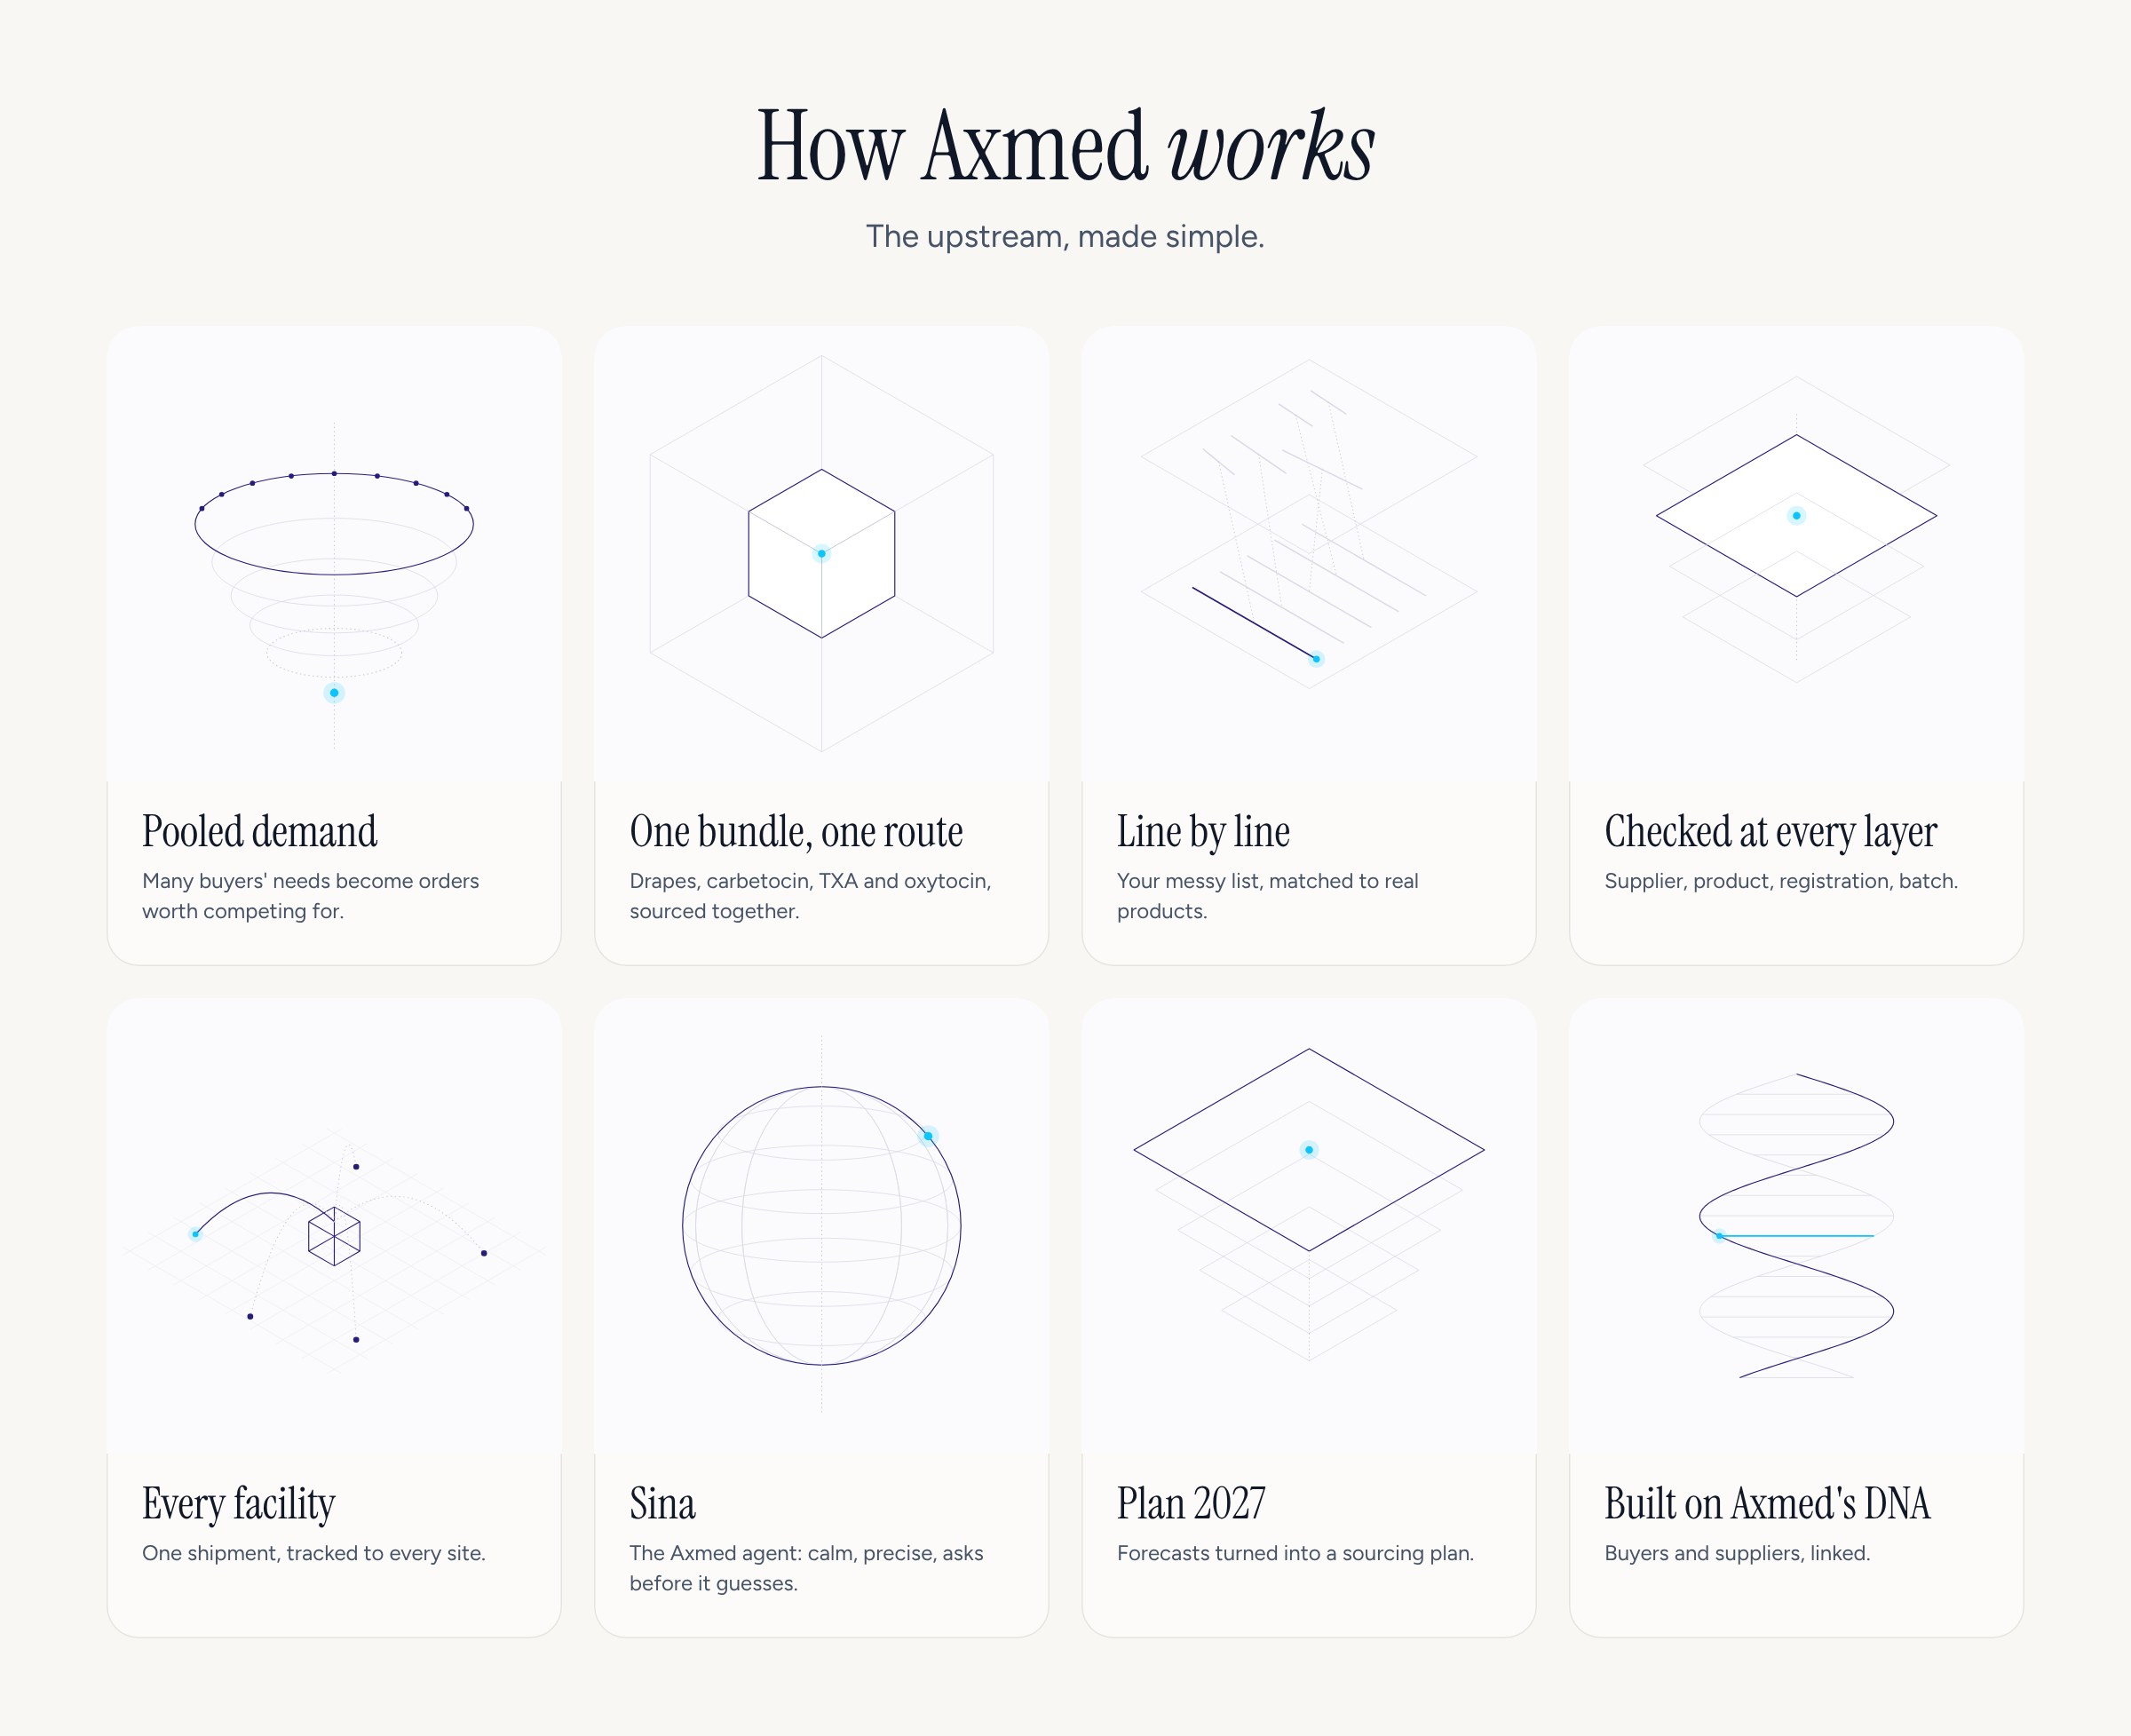 How Axmed works
The upstream, made simple.
Pooled demand
Many buyers' needs become orders
worth competing for.
One bundle, one route
Drapes, carbetocin, TXA and oxytocin,
sourced together.
Line by line
Your messy list, matched to real
products.
Checked at every layer
Supplier, product, registration, batch.
Every facility
One shipment, tracked to every site.
Sina
The Axmed agent: calm, precise, asks
before it guesses.
Plan 2027
Forecasts turned into a sourcing plan.
Built on Axmed's DNA
Buyers and suppliers, linked.